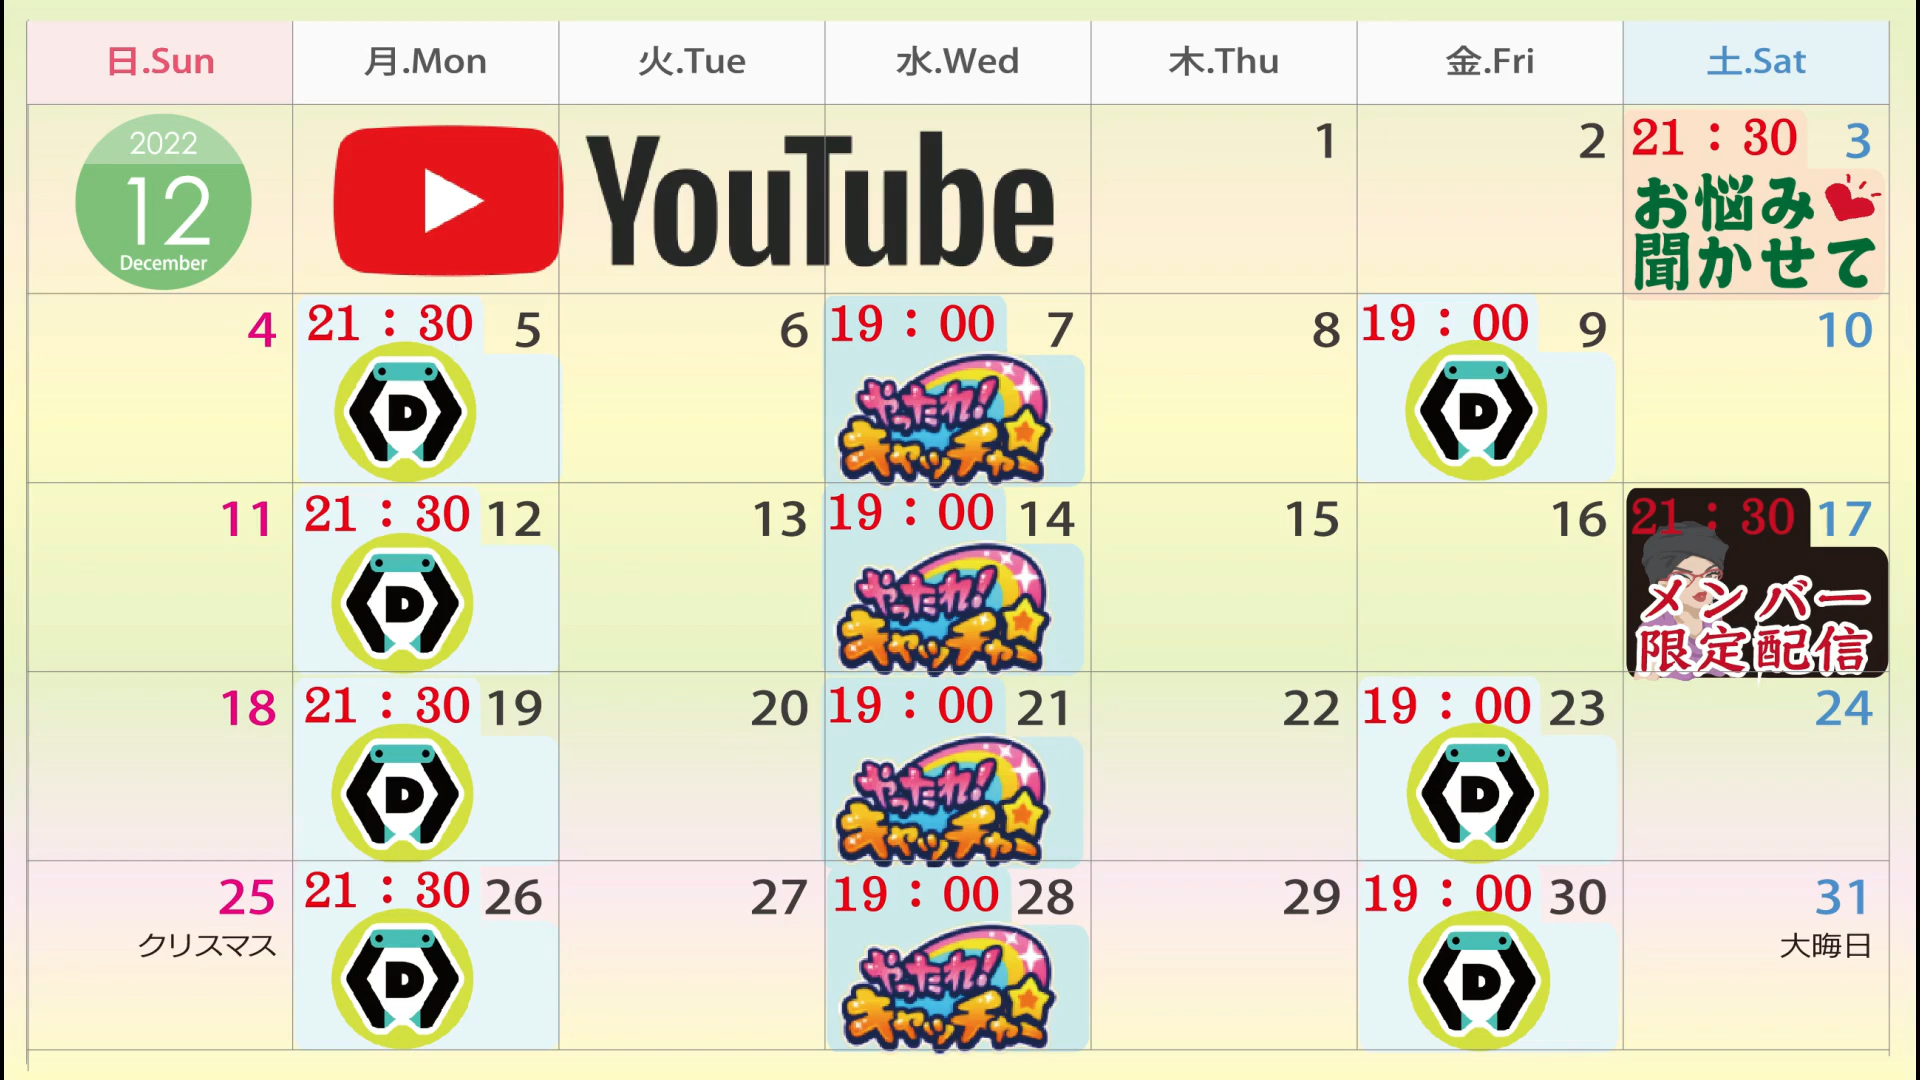 日.Sun 月.Mon 火.Tue 水.Wed 木.Thu 金.Fri 土.Sat
2022
12
December
YouTube
1
2
21：30 3
お悩み
聞かせて
4
21：30 5
D
6
19：00 7
やったれ!
キャッチャー
8
19：00 9
D
10
11
21：30 12
D
13
19：00 14
やったれ!
キャッチャー
15
16
21：30 17
メンバー
限定配信
18
21：30 19
D
20
19：00 21
やったれ!
キャッチャー
22
19：00 23
D
24
25
クリスマス
21：30 26
D
27
19：00 28
やったれ!
キャッチャー
29
19：00 30
D
31
大晦日